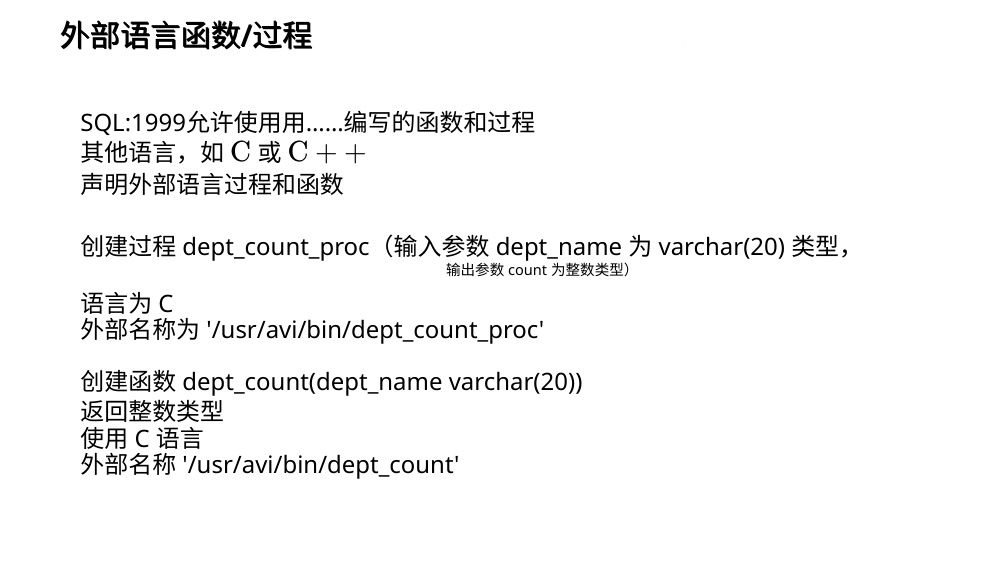 外部语言函数/过程
SQL:1999允许使用用……编写的函数和过程
其他语言，如 C 或 C + +
声明外部语言过程和函数
创建过程 dept_count_proc（输入参数 dept_name 为 varchar(20) 类型，
输出参数 count 为整数类型）
语言为 C
外部名称为 '/usr/avi/bin/dept_count_proc'
创建函数 dept_count(dept_name varchar(20))
返回整数类型
使用 C 语言
外部名称 '/usr/avi/bin/dept_count'